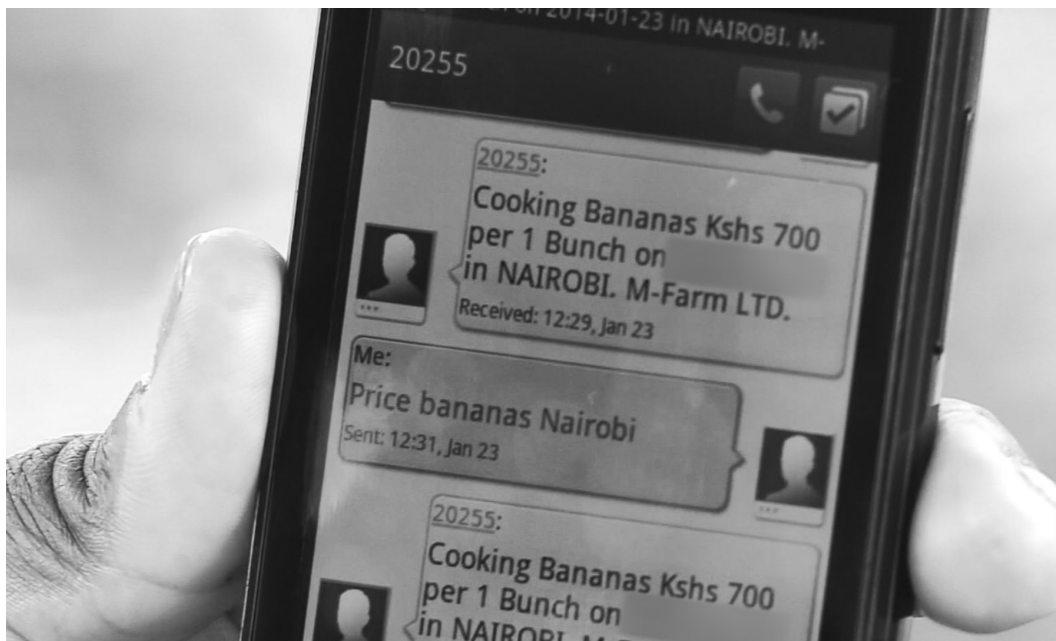 on 2014-01-23 in NAIROBI. M-
20255
20255:
Cooking Bananas Kshs 700
per 1 Bunch on
in NAIROBI. M-Farm LTD.
Received: 12:29, Jan 23
Me:
Price bananas Nairobi
Sent: 12:31, Jan 23
20255:
Cooking Bananas Kshs 700
per 1 Bunch on
in NAIROBI.